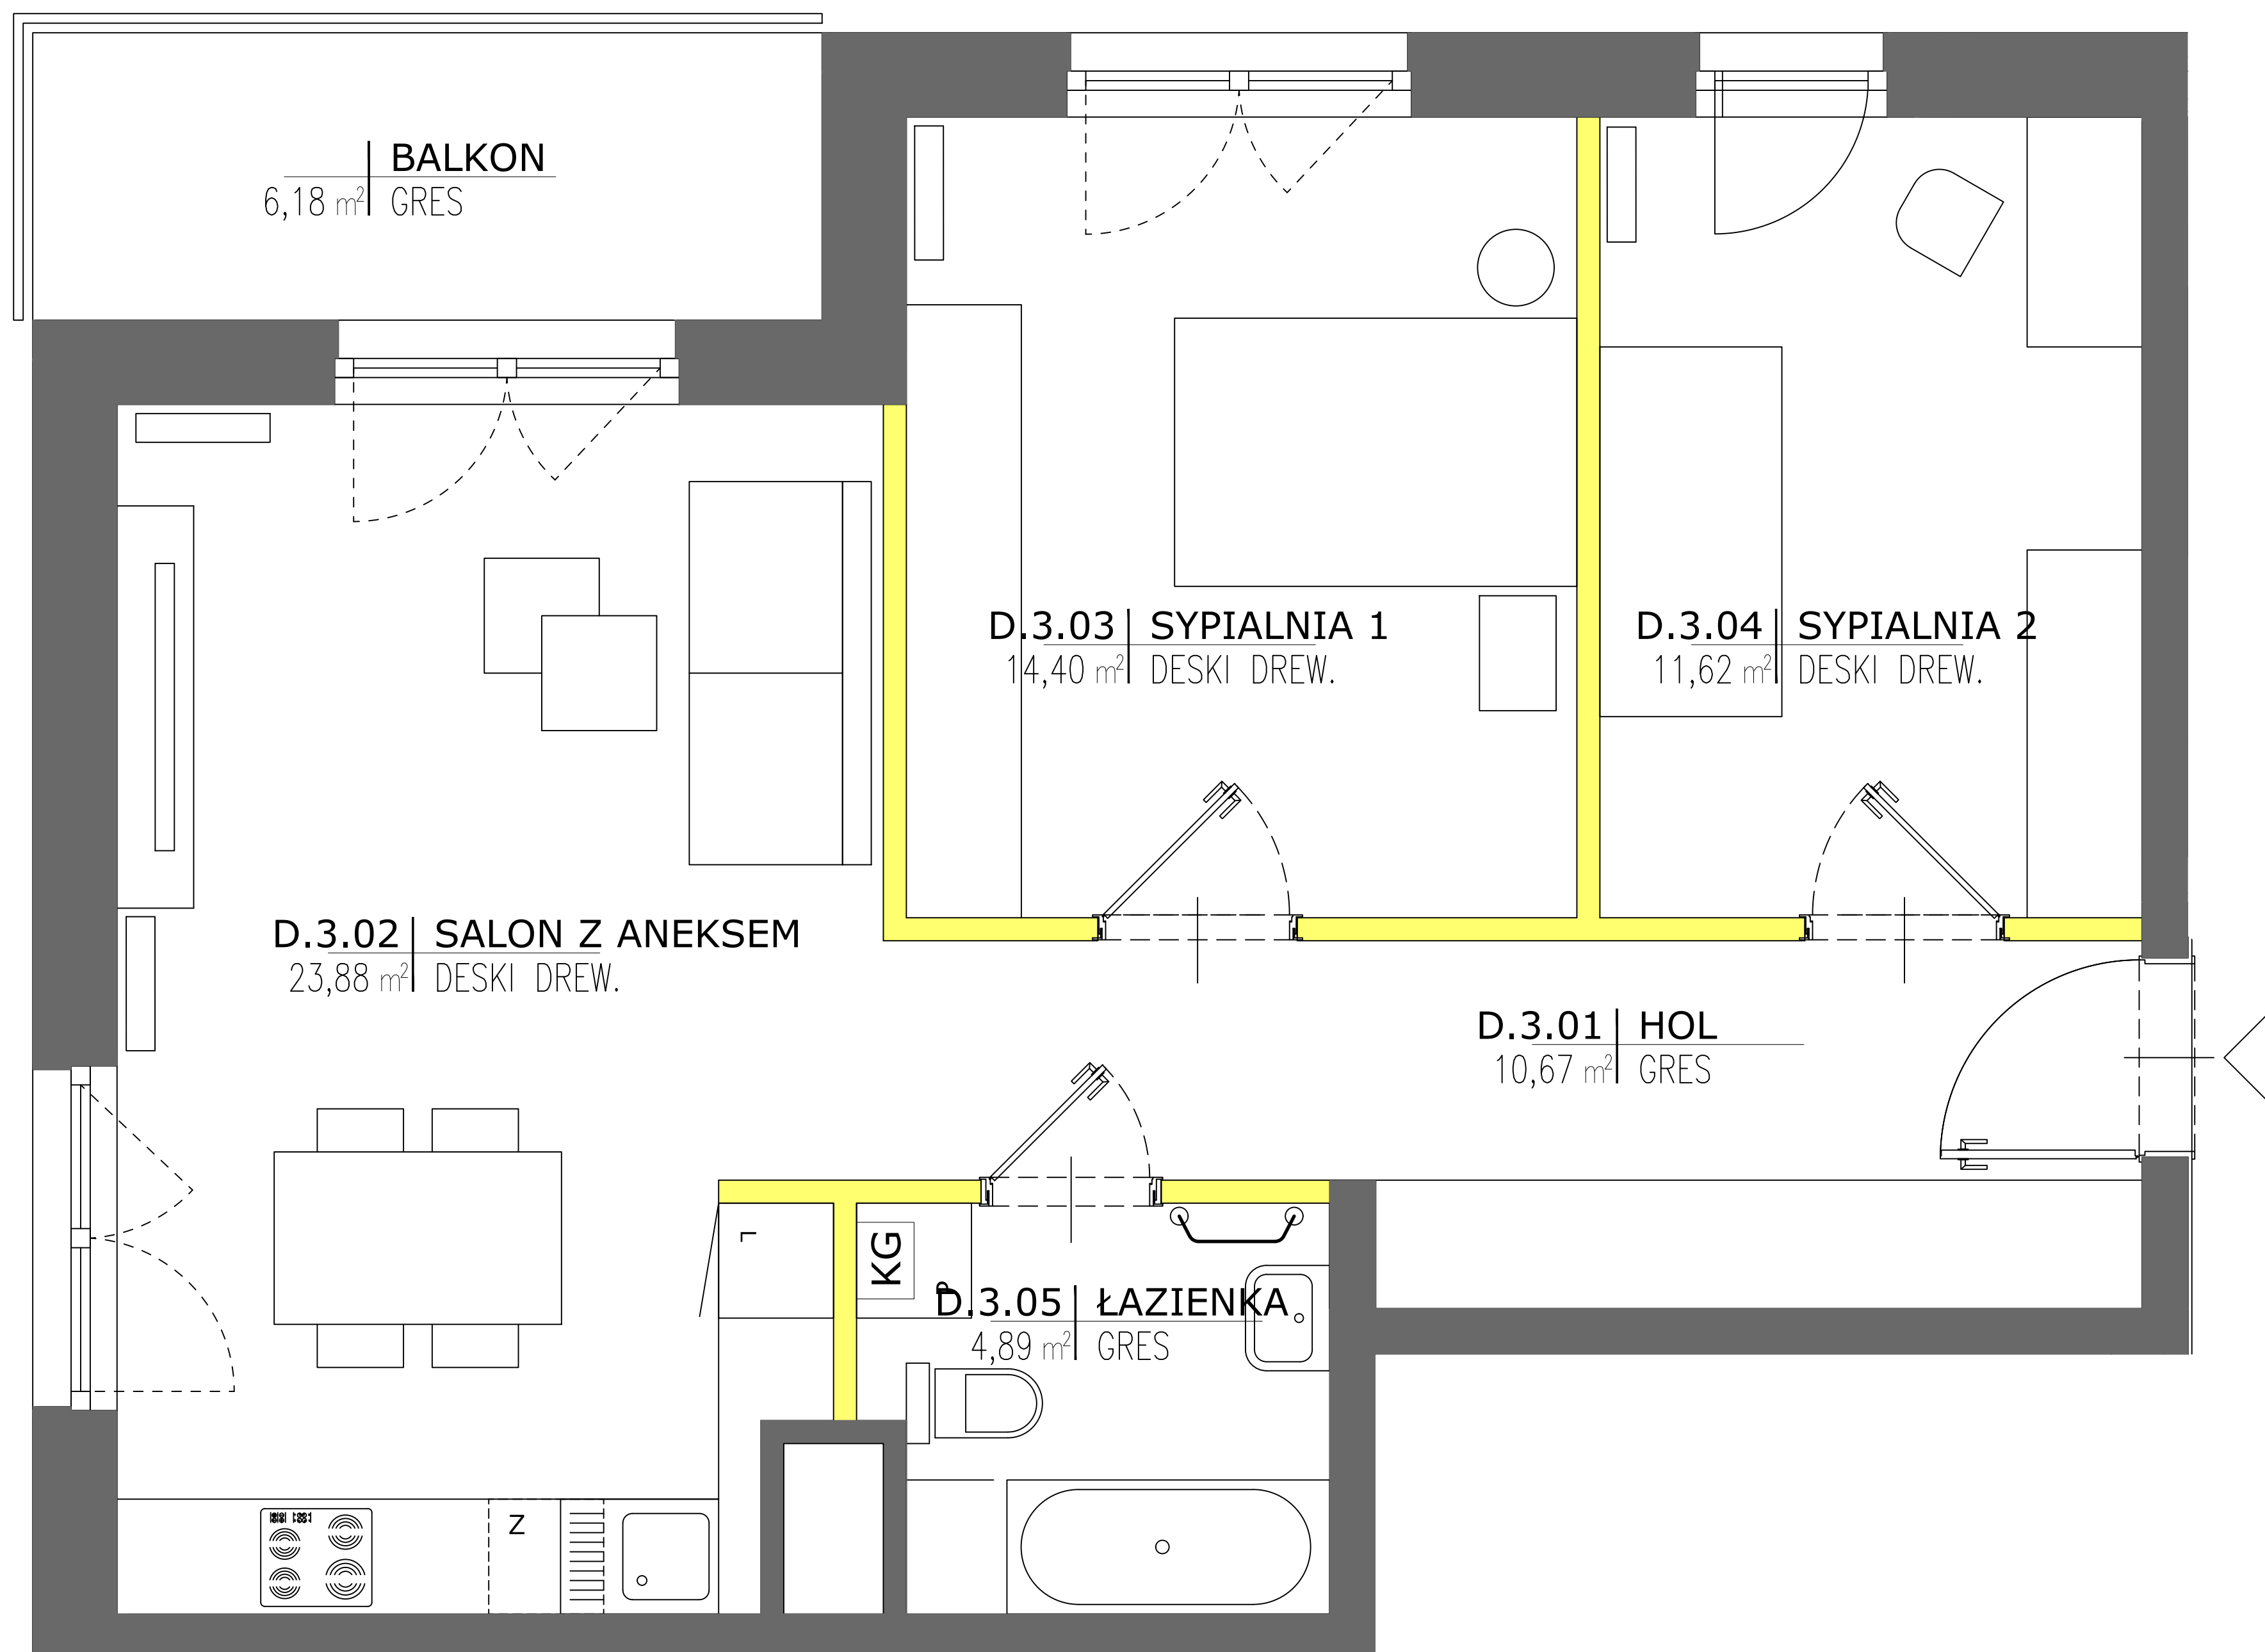 BALKON
6,18 m² GRES
D.3.03 SYPIALNIA 1
14,40 m² DESKI DREW.
D.3.04 SYPIALNIA 2
11,62 m² DESKI DREW.
D.3.02 SALON Z ANEKSEM
23,88 m² DESKI DREW.
D.3.01 HOL
10,67 m² GRES
L
KG
P
D.3.05 ŁAZIENKA
4,89 m² GRES
Z